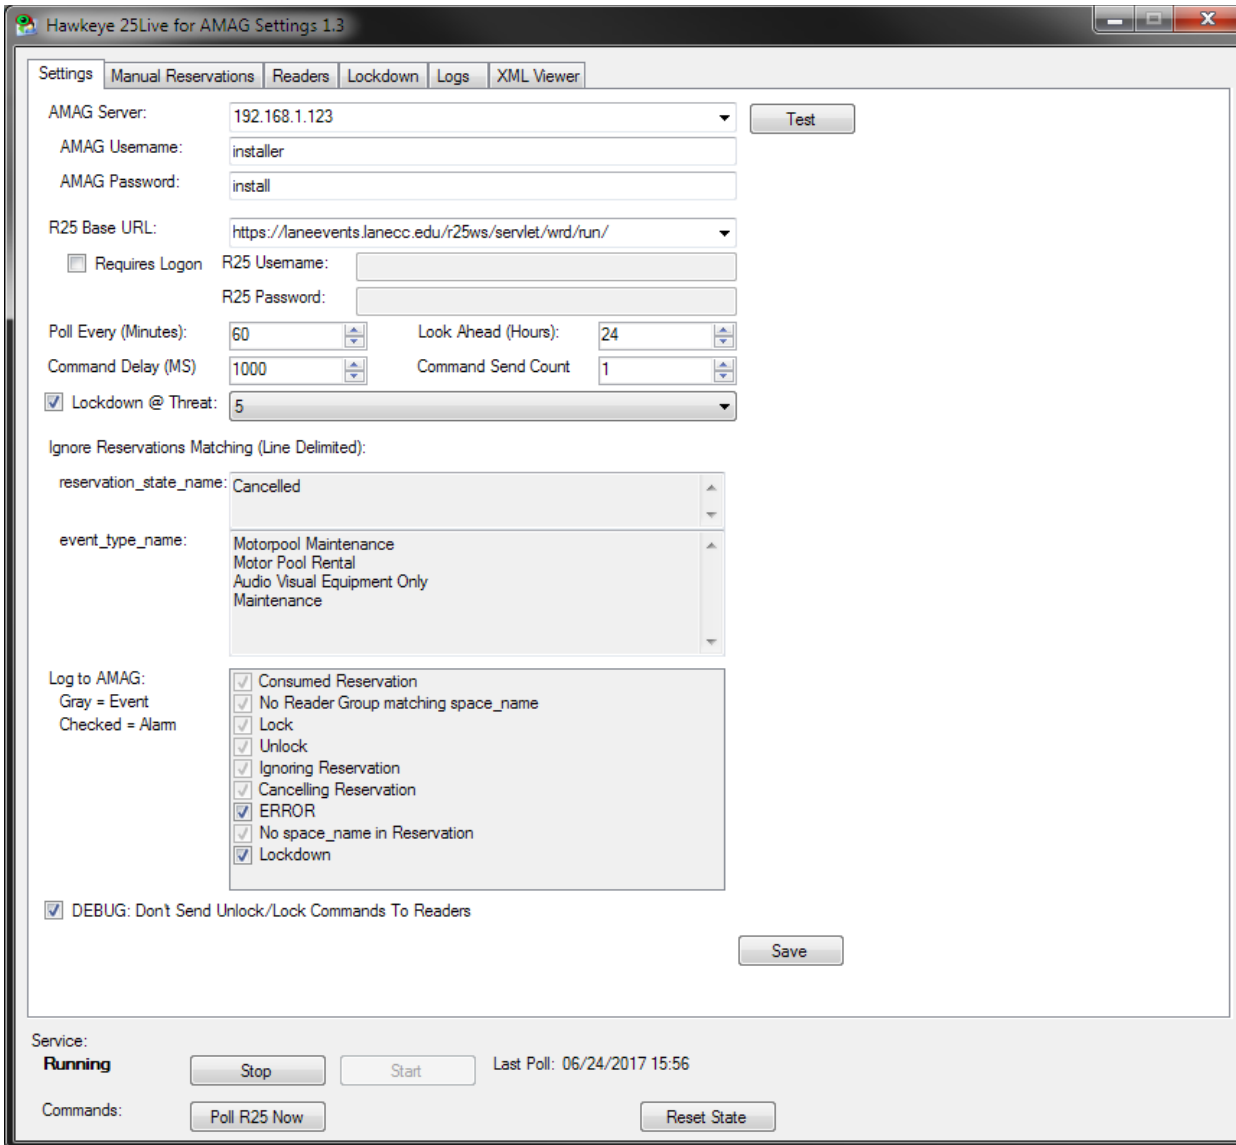 Hawkeye 25Live for AMAG Settings 1.3
Settings Manual Reservations Readers Lockdown Logs XML Viewer
AMAG Server: 192.168.1.123 Test
AMAG Username: installer
AMAG Password: install
R25 Base URL: https://laneevents.lanecc.edu/r25ws/servlet/wrd/run/
Requires Logon R25 Username:
R25 Password:
Poll Every (Minutes): 60 Look Ahead (Hours): 24
Command Delay (MS) 1000 Command Send Count 1
Lockdown @ Threat: 5
Ignore Reservations Matching (Line Delimited):
reservation_state_name: Cancelled
event_type_name: Motorpool Maintenance
Motor Pool Rental
Audio Visual Equipment Only
Maintenance
Log to AMAG: Consumed Reservation
Gray = Event No Reader Group matching space_name
Checked = Alarm Lock
Unlock
Ignoring Reservation
Cancelling Reservation
ERROR
No space_name in Reservation
Lockdown
DEBUG: Don't Send Unlock/Lock Commands To Readers
Save
Service:
Running Stop Start Last Poll: 06/24/2017 15:56
Commands: Poll R25 Now Reset State